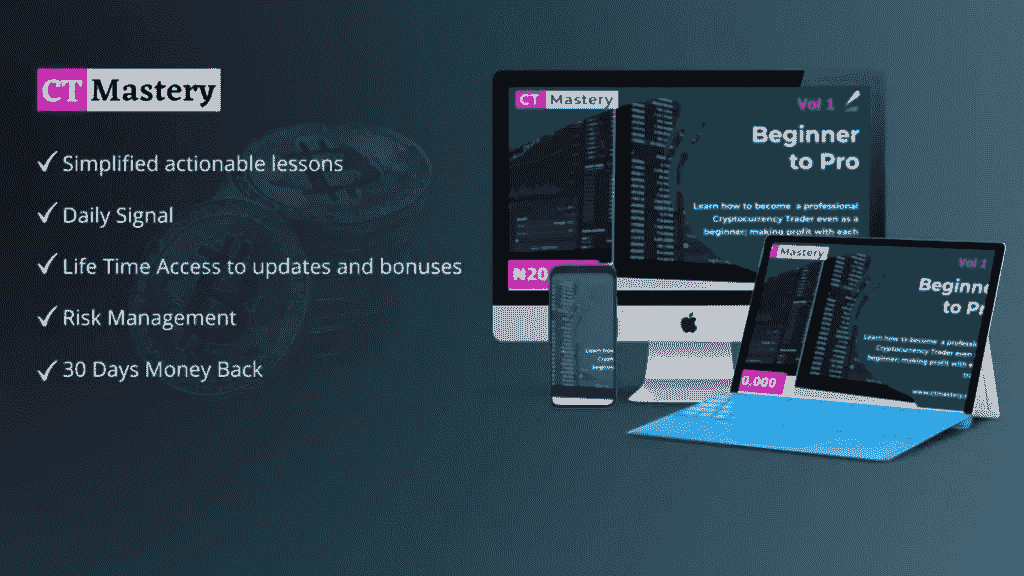 CT Mastery
Simplified actionable lessons
Daily Signal
Life Time Access to updates and bonuses
Risk Management
30 Days Money Back
CT Mastery
Vol 1
Beginner
to Pro
Learn how to become a professional
Cryptocurrency Trader even as a
beginner, making profit with each
₦20
Learn how
Mastery
Vol 1
Beginne
to P
Learn how to become a profession
Cryptocurrency Trader even
beginner, making profit with e
0.000
www.ctmastery.